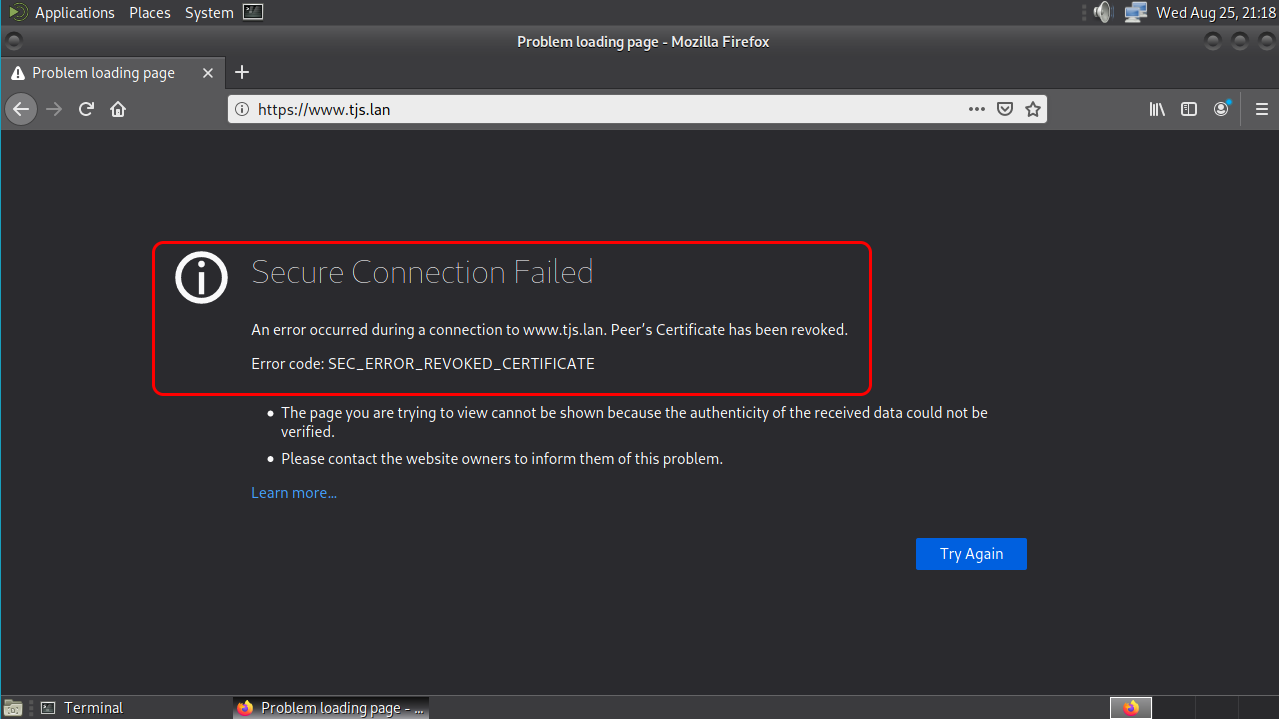 Applications Places System Wed Aug 25, 21:18
Problem loading page - Mozilla Firefox
Problem loading page
https://www.tjs.lan
Secure Connection Failed
An error occurred during a connection to www.tjs.lan. Peer’s Certificate has been revoked.
Error code: SEC_ERROR_REVOKED_CERTIFICATE
• The page you are trying to view cannot be shown because the authenticity of the received data could not be
verified.
• Please contact the website owners to inform them of this problem.
Learn more…
Try Again
Terminal Problem loading page - ...